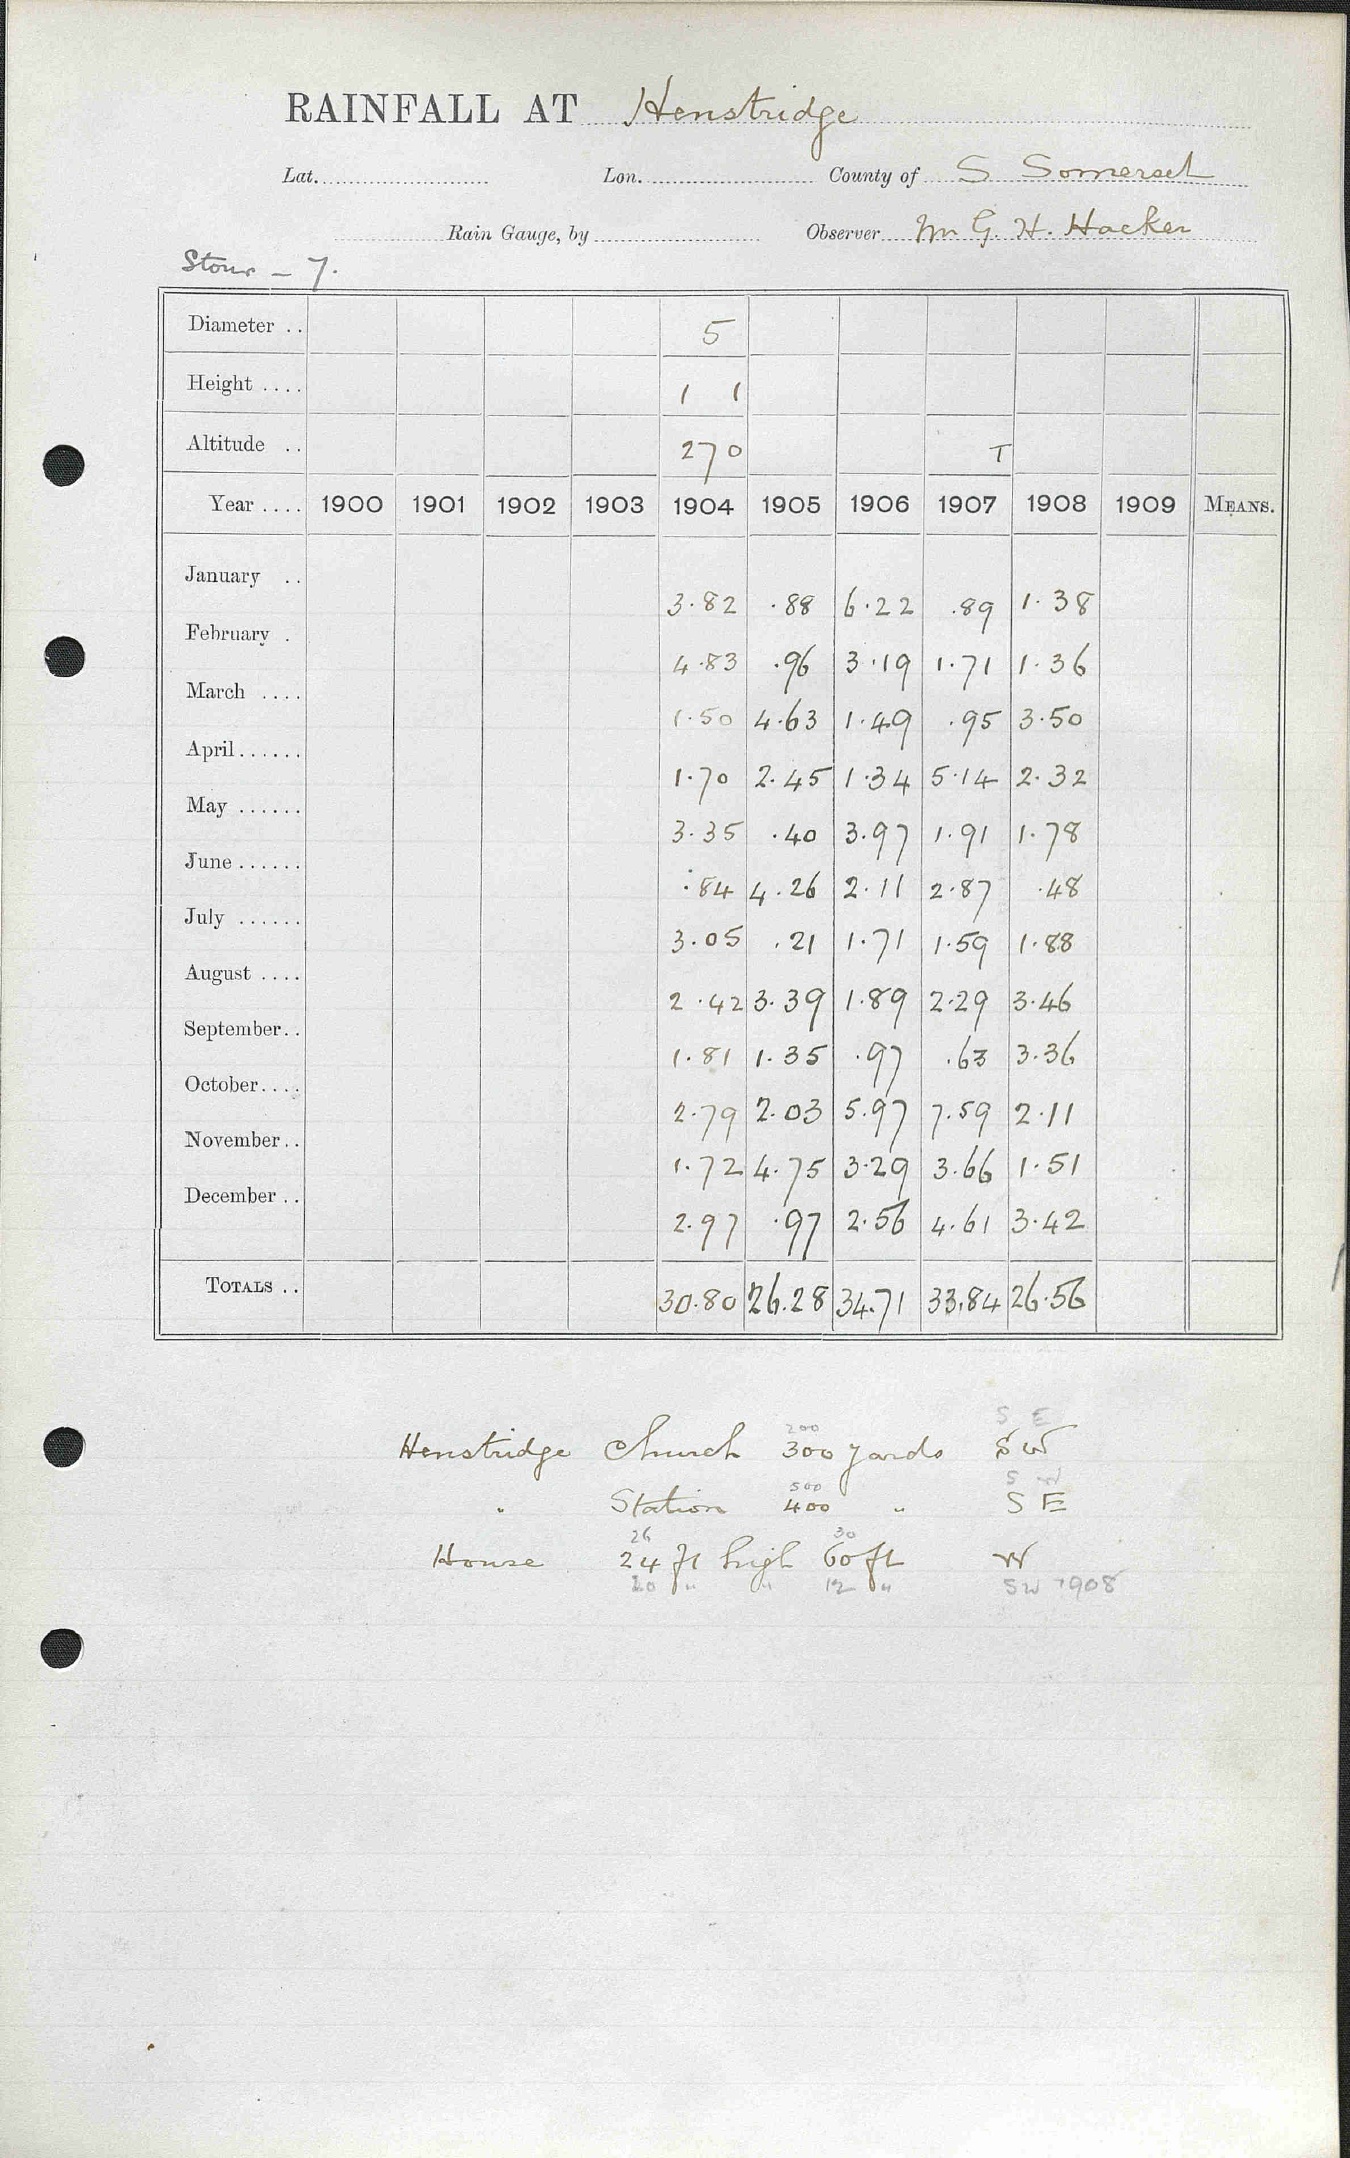 RAINFALL AT Henstridge
Lat. Lon. County of S Somerset
Rain Gauge, by Observer Mr G. H. Hacker
Stour – 7.
Diameter .. 5
Height .... 1 1
Altitude .. 270 T
Year .... 1900 1901 1902 1903 1904 1905 1906 1907 1908 1909 MEANS.
January .. 3.82 .88 6.22 .89 1.38
February . 4.83 .96 3.19 1.71 1.36
March .... 1.50 4.63 1.49 .95 3.50
April...... 1.70 2.45 1.34 5.14 2.32
May ...... 3.35 .40 3.97 1.91 1.78
June ...... .84 4.26 2.11 2.87 .48
July ...... 3.05 .21 1.71 1.59 1.88
August .... 2.42 3.39 1.89 2.29 3.46
September.. 1.81 1.35 .97 .63 3.36
October.... 2.79 2.03 5.97 7.59 2.11
November.. 1.72 4.75 3.29 3.66 1.51
December .. 2.97 .97 2.56 4.61 3.42
TOTALS .. 30.80 26.28 34.71 33.84 26.56
200 S E
Henstridge Church 300 yards S W
500 S W
" Station 400 " S E
26 30
House 24 ft high 60 ft W
20 " " 12 " SW 1908